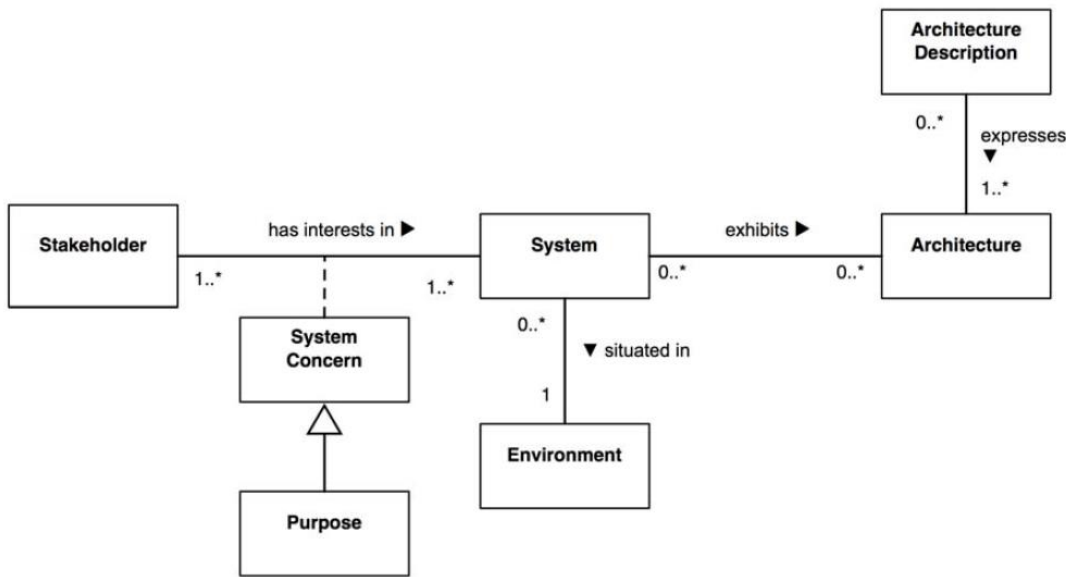 Architecture
Description
0..*
expresses
▼
1..*
Stakeholder
has interests in ▶
System
exhibits ▶
Architecture
1..*
1..*
0..*
0..*
System
Concern
0..*
▼ situated in
1
Environment
Purpose